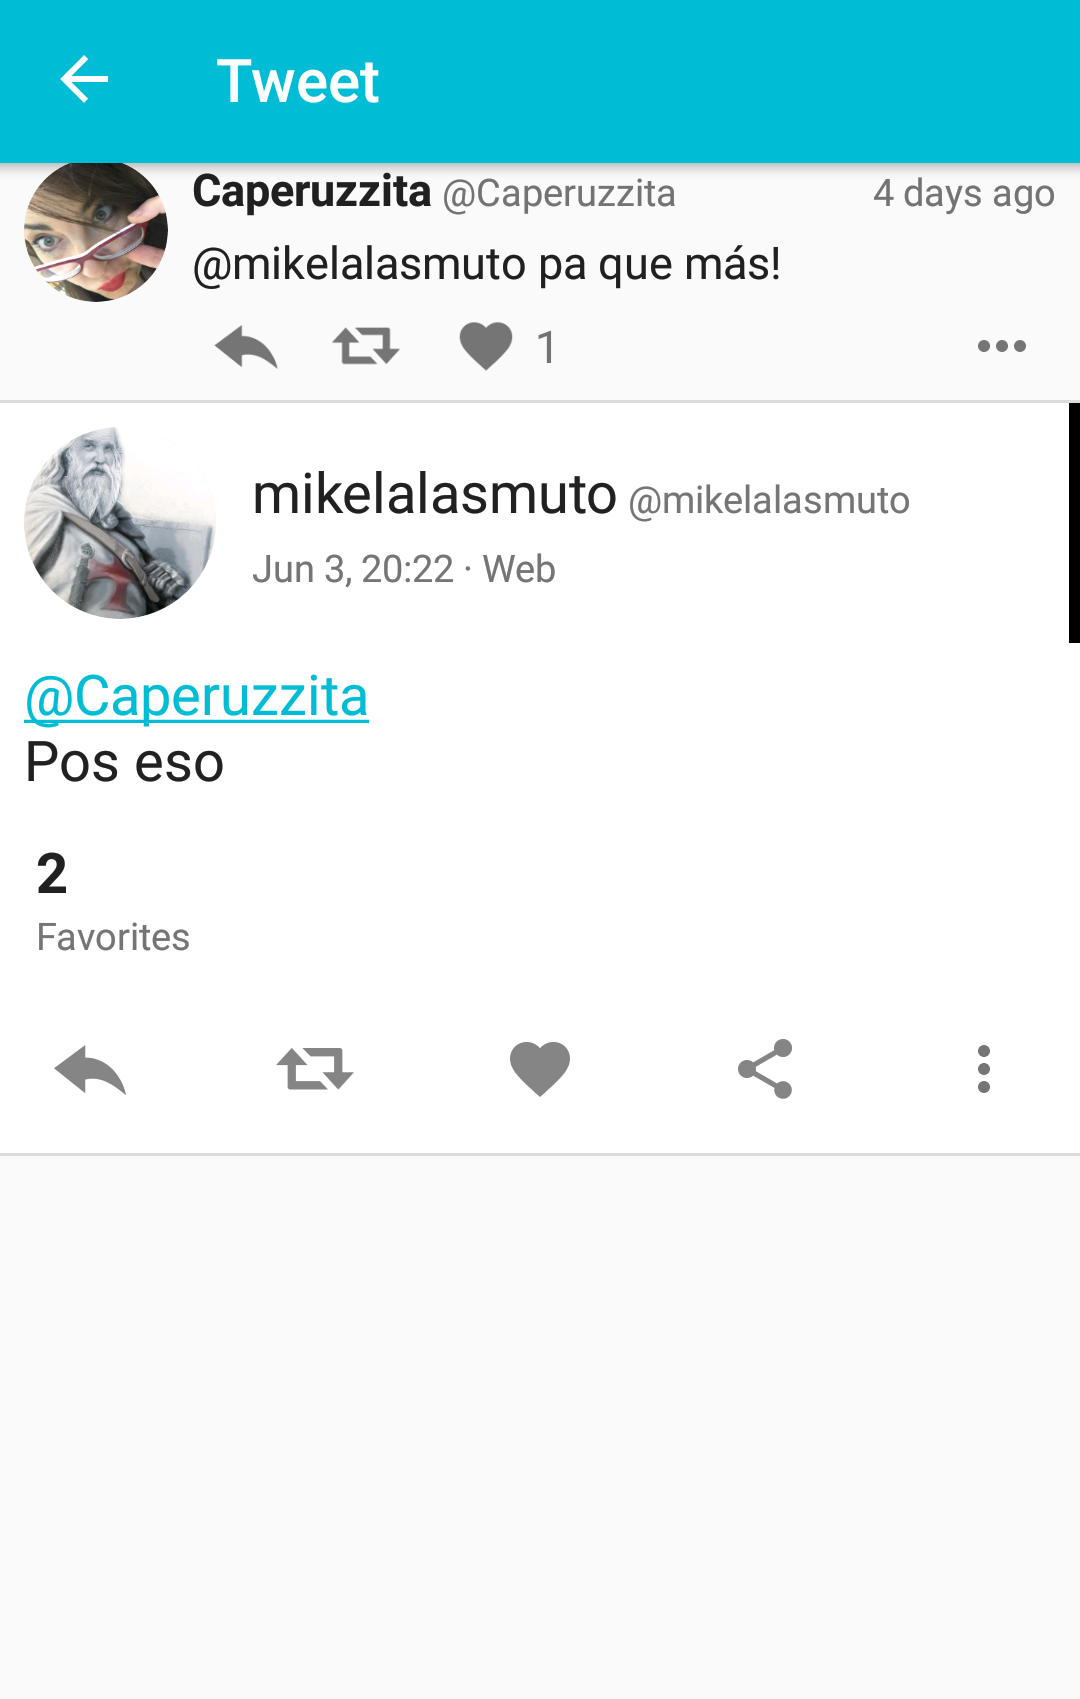 Tweet
Caperuzzita @Caperuzzita 4 days ago
@mikelalasmuto pa que más!
1
mikelalasmuto @mikelalasmuto
Jun 3, 20:22 · Web
@Caperuzzita
Pos eso
2
Favorites